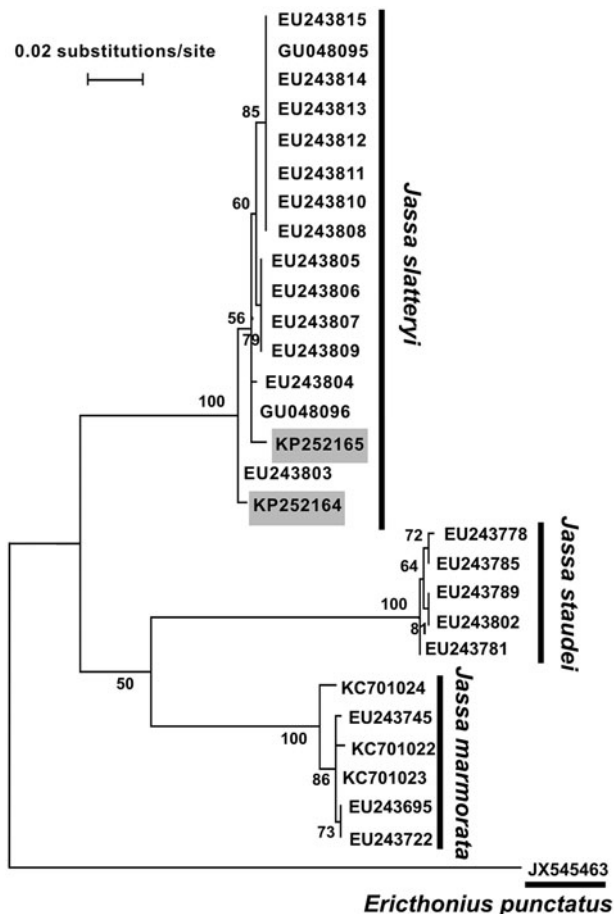 EU243815
0.02 substitutions/site
GU048095
EU243814
EU243813
85
EU243812
EU243811
EU243810
60
EU243808
EU243805
EU243806
56
EU243807
79
EU243809
EU243804
100
GU048096
KP252165
EU243803
KP252164
Jassa slatteryi
72
EU243778
64
EU243785
EU243789
100
EU243802
81
EU243781
Jassa staudei
50
KC701024
EU243745
100
KC701022
86
KC701023
EU243695
73
EU243722
Jassa marmorata
JX545463
Ericthonius punctatus